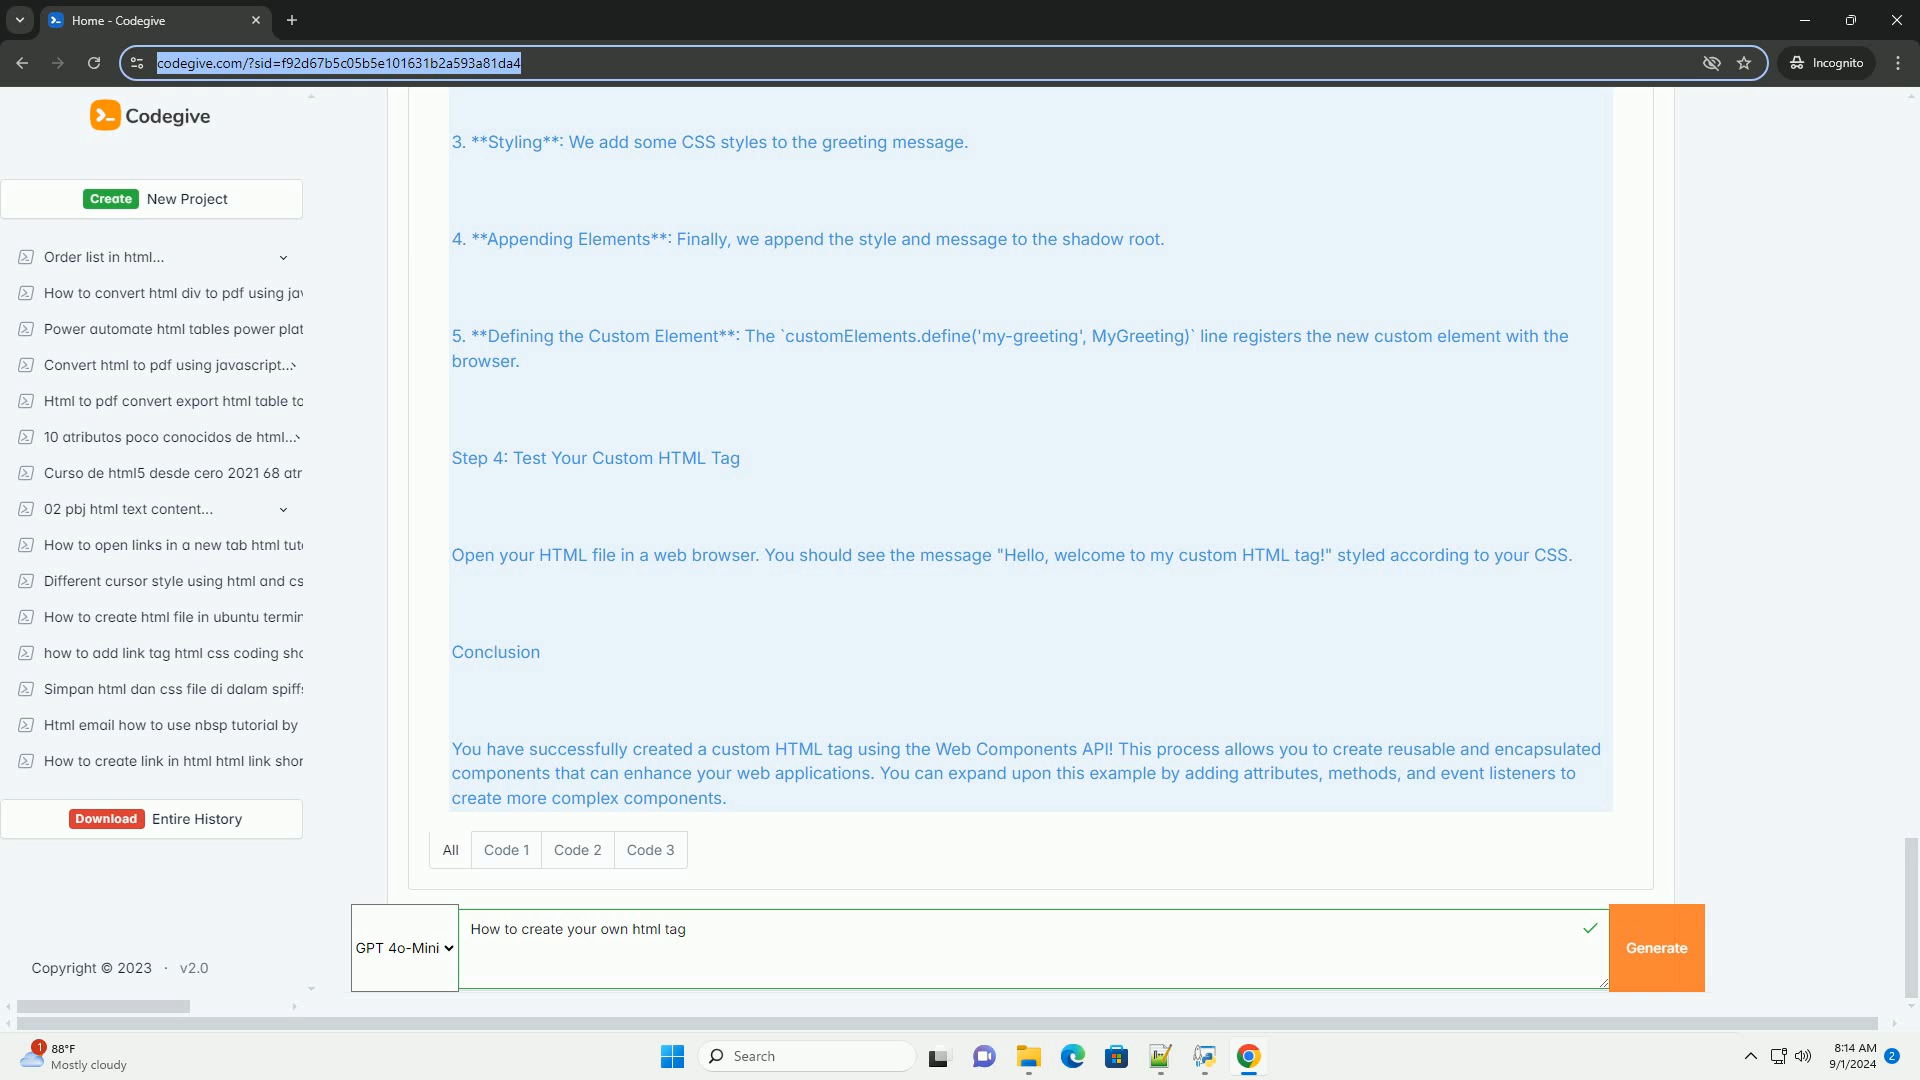 Home - Codegive
codegive.com/?sid=f92d67b5c05b5e101631b2a593a81da4
Incognito
Codegive
Create New Project
Order list in html...
How to convert html div to pdf using jav
Power automate html tables power plat
Convert html to pdf using javascript...
Html to pdf convert export html table to
10 atributos poco conocidos de html...
Curso de html5 desde cero 2021 68 atr
02 pbj html text content...
How to open links in a new tab html tut
Different cursor style using html and cs
How to create html file in ubuntu termin
how to add link tag html css coding sho
Simpan html dan css file di dalam spiffs
Html email how to use nbsp tutorial by
How to create link in html html link shor
Download Entire History
Copyright © 2023 · v2.0
3. **Styling**: We add some CSS styles to the greeting message.
4. **Appending Elements**: Finally, we append the style and message to the shadow root.
5. **Defining the Custom Element**: The `customElements.define('my-greeting', MyGreeting)` line registers the new custom element with the
browser.
Step 4: Test Your Custom HTML Tag
Open your HTML file in a web browser. You should see the message "Hello, welcome to my custom HTML tag!" styled according to your CSS.
Conclusion
You have successfully created a custom HTML tag using the Web Components API! This process allows you to create reusable and encapsulated
components that can enhance your web applications. You can expand upon this example by adding attributes, methods, and event listeners to
create more complex components.
All Code 1 Code 2 Code 3
GPT 4o-Mini
How to create your own html tag
Generate
1
88°F
Mostly cloudy
Search
8:14 AM
9/1/2024
2